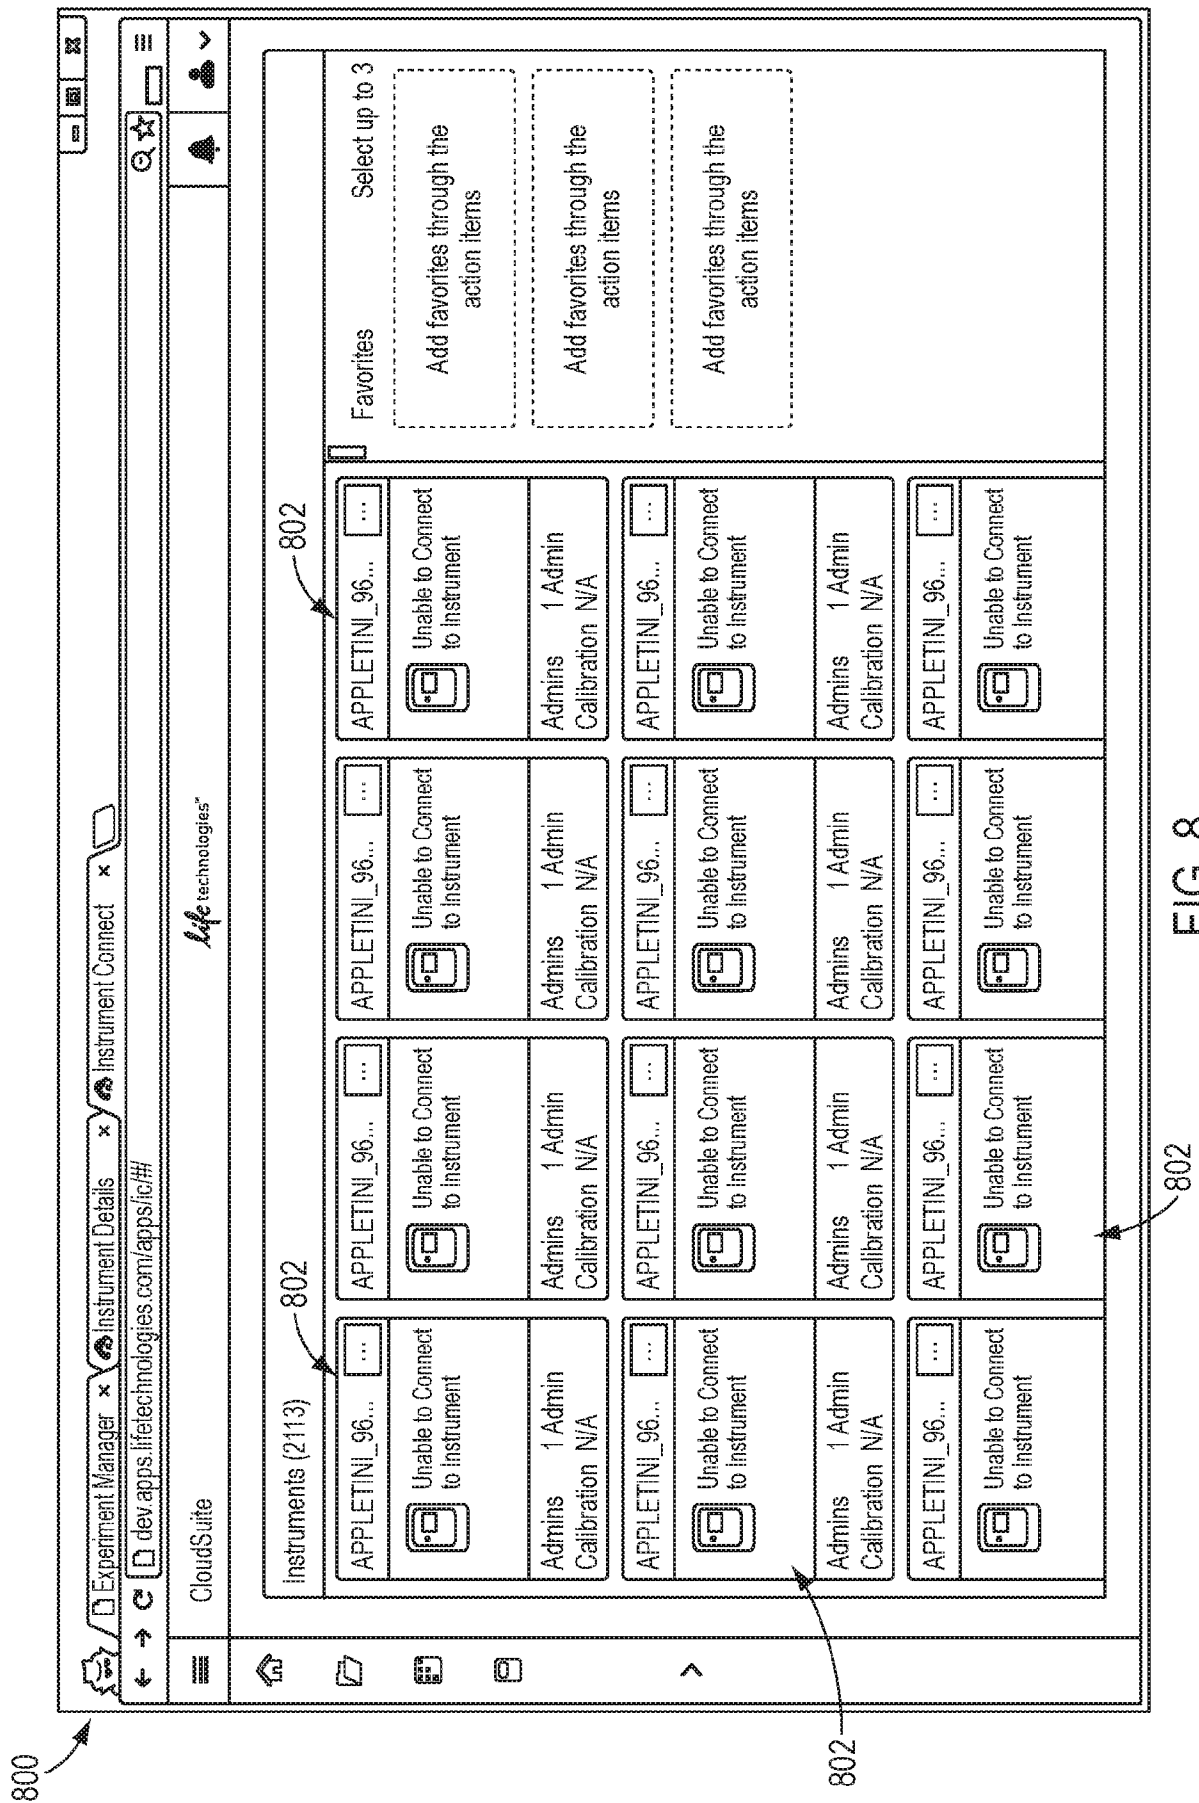 800
Experiment Manager x
Instrument Details x
Instrument Connect x
dev.apps.lifetechnologies.com/apps/ic/#/
CloudSuite
life technologies™
Instruments (2113)
802
802
Favorites Select up to 3
APPLETINI_96... ...
Unable to Connect
to Instrument
Admins 1 Admin
Calibration N/A
APPLETINI_96... ...
Unable to Connect
to Instrument
Admins 1 Admin
Calibration N/A
APPLETINI_96... ...
Unable to Connect
to Instrument
Admins 1 Admin
Calibration N/A
APPLETINI_96... ...
Unable to Connect
to Instrument
Admins 1 Admin
Calibration N/A
Add favorites through the
action items
Add favorites through the
action items
Add favorites through the
action items
APPLETINI_96... ...
Unable to Connect
to Instrument
Admins 1 Admin
Calibration N/A
APPLETINI_96... ...
Unable to Connect
to Instrument
Admins 1 Admin
Calibration N/A
APPLETINI_96... ...
Unable to Connect
to Instrument
Admins 1 Admin
Calibration N/A
APPLETINI_96... ...
Unable to Connect
to Instrument
Admins 1 Admin
Calibration N/A
APPLETINI_96... ...
Unable to Connect
to Instrument
APPLETINI_96... ...
Unable to Connect
to Instrument
APPLETINI_96... ...
Unable to Connect
to Instrument
APPLETINI_96... ...
Unable to Connect
to Instrument
802
802
FIG. 8